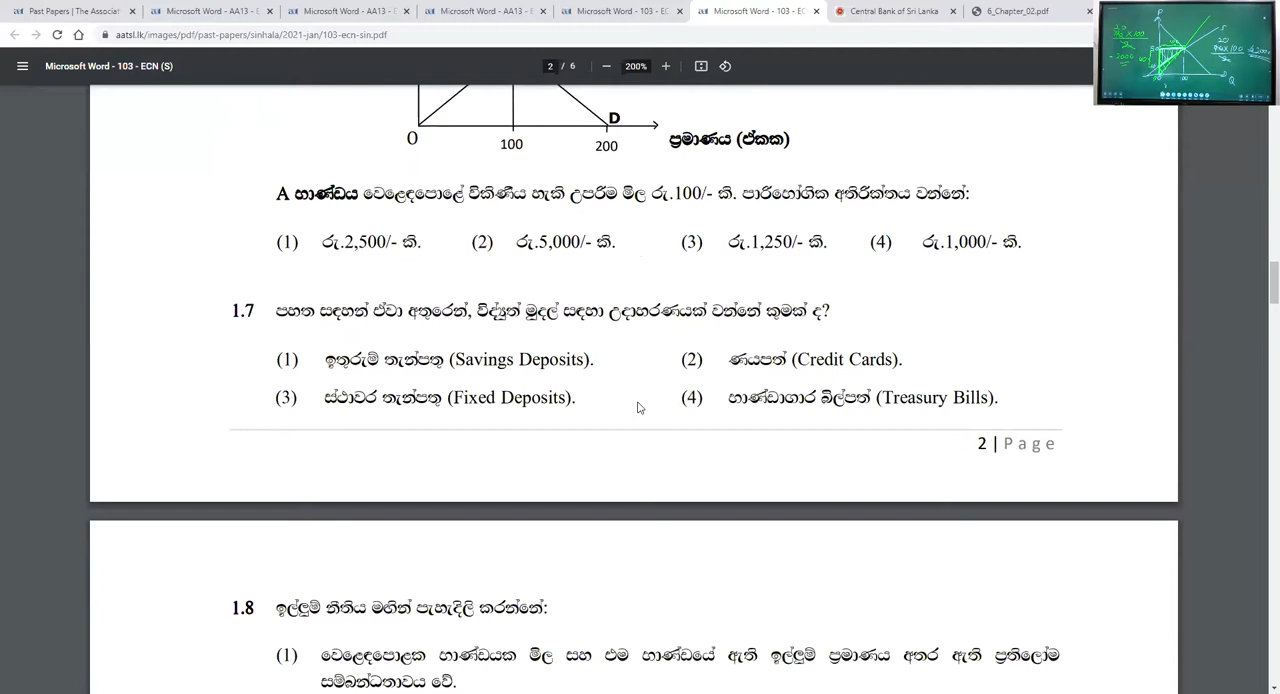 Past Papers | The Associat
Microsoft Word - AA13 - E
Microsoft Word - AA13 - E
Microsoft Word - AA13 - E
Microsoft Word - 103 - EC
Microsoft Word - 103 - EC
Central Bank of Sri Lanka
6_Chapter_02.pdf
aatsl.lk/images/pdf/past-papers/sinhala/2021-jan/103-ecn-sin.pdf
Microsoft Word - 103 - ECN (S)
2 / 6
200%
D
O
100
200
ප්‍රමාණය (ඒකක)
A භාණ්ඩය වෙළෙඳපොළේ විකිණිය හැකි උපරිම මිල රු.100/- කි. පාරිභෝගික අතිරික්තය වන්නේ:
(1) රු.2,500/- කි. (2) රු.5,000/- කි. (3) රු.1,250/- කි. (4) රු.1,000/- කි.
1.7 පහත සඳහන් ඒවා අතුරෙන්, විද්‍යුත් මුදල් සඳහා උදාහරණයක් වන්නේ කුමක් ද?
(1) ඉතුරුම් තැන්පතු (Savings Deposits). (2) ණයපත් (Credit Cards).
(3) ස්ථාවර තැන්පතු (Fixed Deposits). (4) භාණ්ඩාගාර බිල්පත් (Treasury Bills).
2 | Page
1.8 ඉල්ලුම් නීතිය මඟින් පැහැදිලි කරන්නේ:
(1) වෙළෙඳපොළක භාණ්ඩයක මිල සහ එම භාණ්ඩයේ ඇති ඉල්ලුම් ප්‍රමාණය අතර ඇති ප්‍රතිලෝම
සම්බන්ධතාවය වේ.